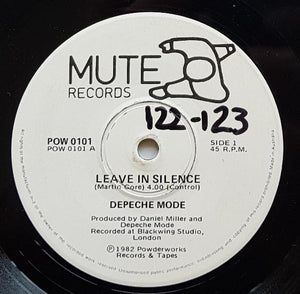 MUTE
RECORDS
122-123
POW 0101
POW 0101 A
SIDE 1
45 R.P.M.
LEAVE IN SILENCE
(Martin Gore) 4.00 (Control)
DEPECHE MODE
Produced by Daniel Miller and
Depeche Mode
Recorded at Blackwing Studio,
London
℗ 1982 Powderworks
Records & Tapes